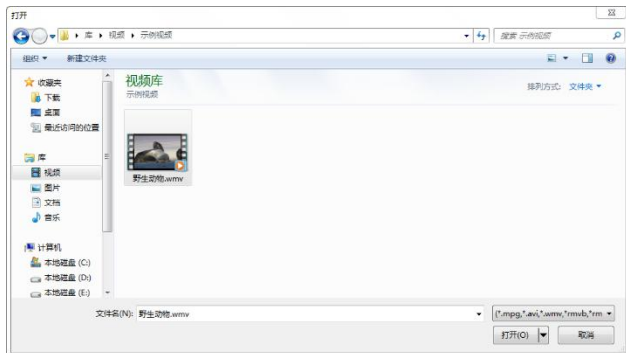 打开
库 视频 示例视频
搜索 示例视频
组织 新建文件夹
收藏夹
下载
桌面
最近访问的位置
库
视频
图片
文档
音乐
计算机
本地磁盘 (C:)
本地磁盘 (D:)
本地磁盘 (E:)
视频库
示例视频
排列方式: 文件夹
野生动物.wmv
文件名(N): 野生动物.wmv
(*.mpg,*.avi,*.wmv,*rmvb,*rm
打开(O) 取消